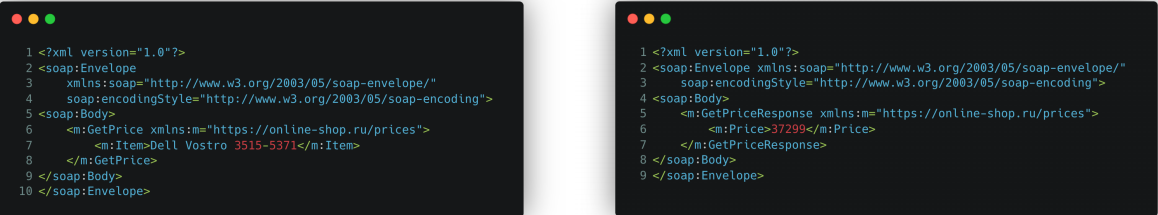 1 <?xml version="1.0"?>
2 <soap:Envelope
3 xmlns:soap="http://www.w3.org/2003/05/soap-envelope/"
4 soap:encodingStyle="http://www.w3.org/2003/05/soap-encoding">
5 <soap:Body>
6 <m:GetPrice xmlns:m="https://online-shop.ru/prices">
7 <m:Item>Dell Vostro 3515-5371</m:Item>
8 </m:GetPrice>
9 </soap:Body>
10 </soap:Envelope>
1 <?xml version="1.0"?>
2 <soap:Envelope xmlns:soap="http://www.w3.org/2003/05/soap-envelope/"
3 soap:encodingStyle="http://www.w3.org/2003/05/soap-encoding">
4 <soap:Body>
5 <m:GetPriceResponse xmlns:m="https://online-shop.ru/prices">
6 <m:Price>37299</m:Price>
7 </m:GetPriceResponse>
8 </soap:Body>
9 </soap:Envelope>